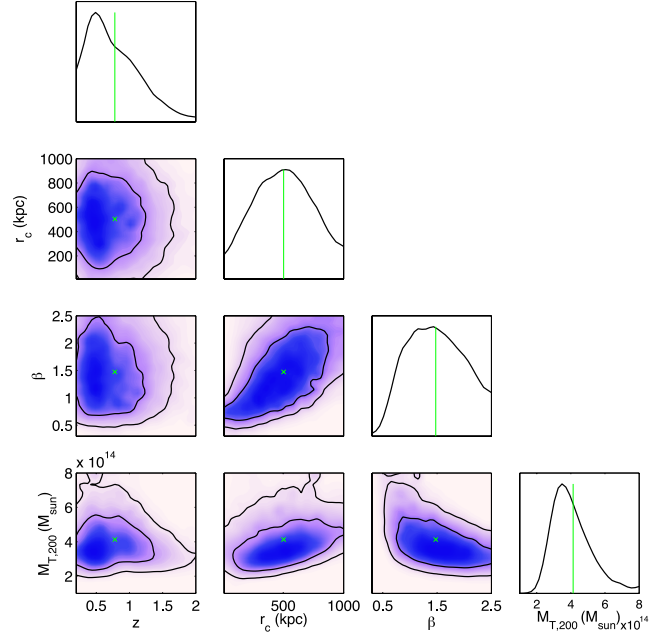 1000
800
600
400
200
r_c (kpc)
2.5
2
1.5
1
0.5
β
x 10^14
8
6
4
2
M_T,200 (M_sun)
0.5 1 1.5 2
z
500 1000
r_c (kpc)
0.5 1.5 2.5
β
2 4 6 8
M_T,200 (M_sun) x10^14